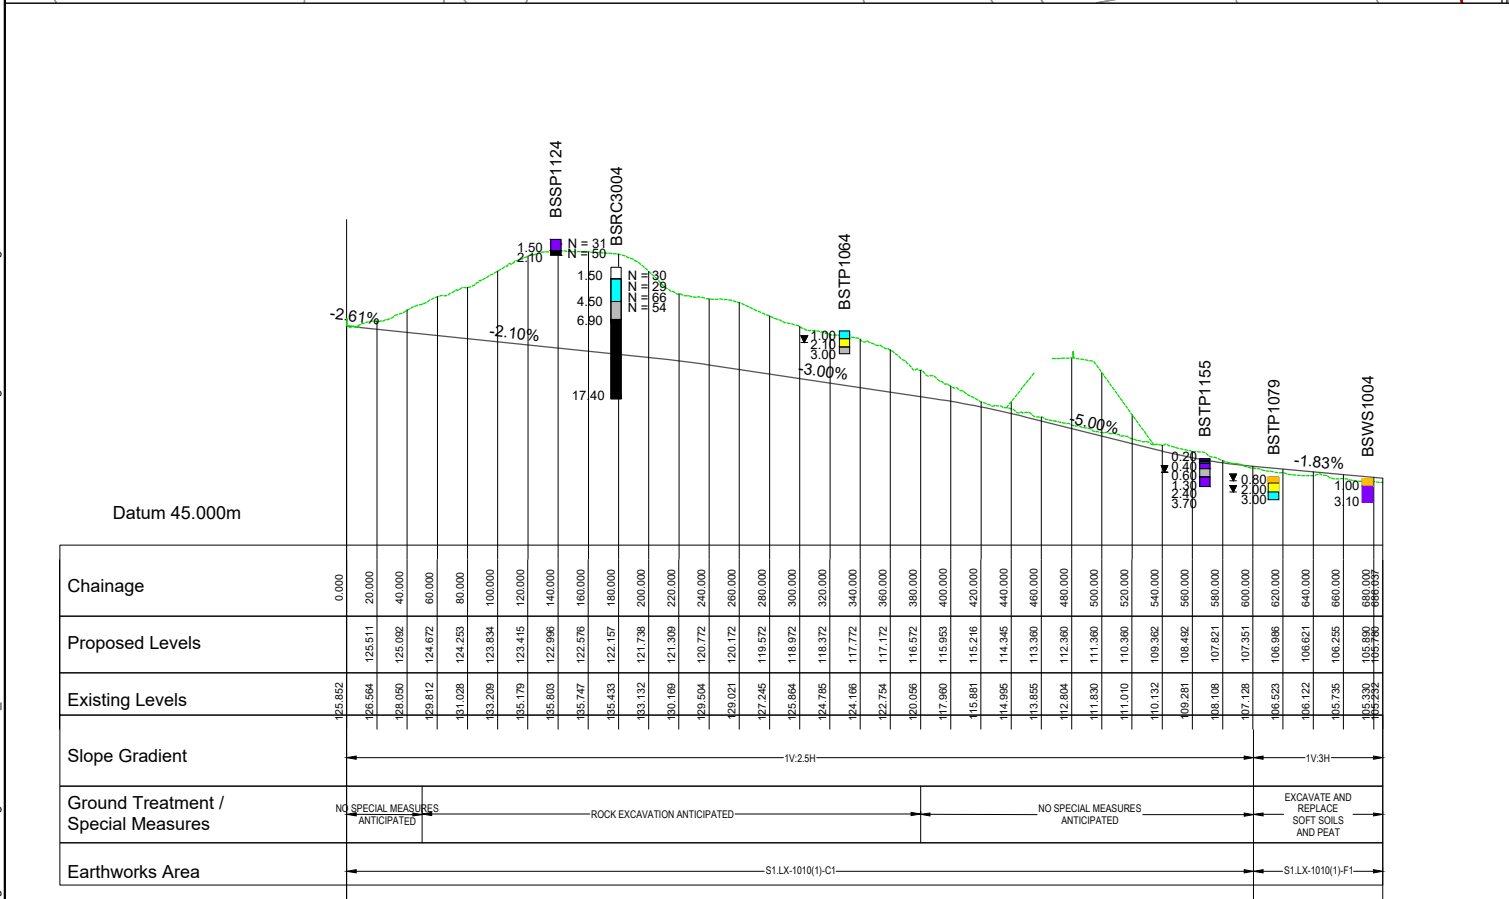 BSSP1124
BSRC3004
BSTP1064
BSTP1155
BSTP1079
BSWS1004
1.50
2.10
N = 31
N = 50
1.50
4.50
6.90
17.40
N = 30
N = 29
N = 66
N = 54
1.00
2.10
3.00
0.20
0.40
0.60
1.30
2.40
3.70
0.80
2.00
3.00
1.00
3.10
-2.61%
-2.10%
-3.00%
-5.00%
-1.83%
Datum 45.000m
Chainage
0.000 20.000 40.000 60.000 80.000 100.000 120.000 140.000 160.000 180.000 200.000 220.000 240.000 260.000 280.000 300.000 320.000 340.000 360.000 380.000 400.000 420.000 440.000 460.000 480.000 500.000 520.000 540.000 560.000 580.000 600.000 620.000 640.000 660.000 680.000 686.037
Proposed Levels
125.511 125.092 124.672 124.253 123.834 123.415 122.996 122.576 122.157 121.738 121.309 120.772 120.172 119.572 118.972 118.372 117.772 117.172 116.572 115.953 115.216 114.345 113.360 112.360 111.360 110.360 109.362 108.492 107.821 107.351 106.986 106.621 106.255 105.890 105.780
Existing Levels
125.852 126.564 128.050 129.812 131.028 133.209 135.179 135.803 135.747 135.433 133.132 130.169 129.504 129.021 127.245 125.864 124.785 124.166 122.754 120.056 117.960 115.881 114.995 113.855 112.804 111.830 111.010 110.132 109.281 108.108 107.128 106.523 106.122 105.735 105.330 105.232
Slope Gradient
1V:2.5H
1V:3H
Ground Treatment /
Special Measures
NO SPECIAL MEASURES
ANTICIPATED
ROCK EXCAVATION ANTICIPATED
NO SPECIAL MEASURES
ANTICIPATED
EXCAVATE AND
REPLACE
SOFT SOILS
AND PEAT
Earthworks Area
S1.LX-1010(1)-C1
S1.LX-1010(1)-F1